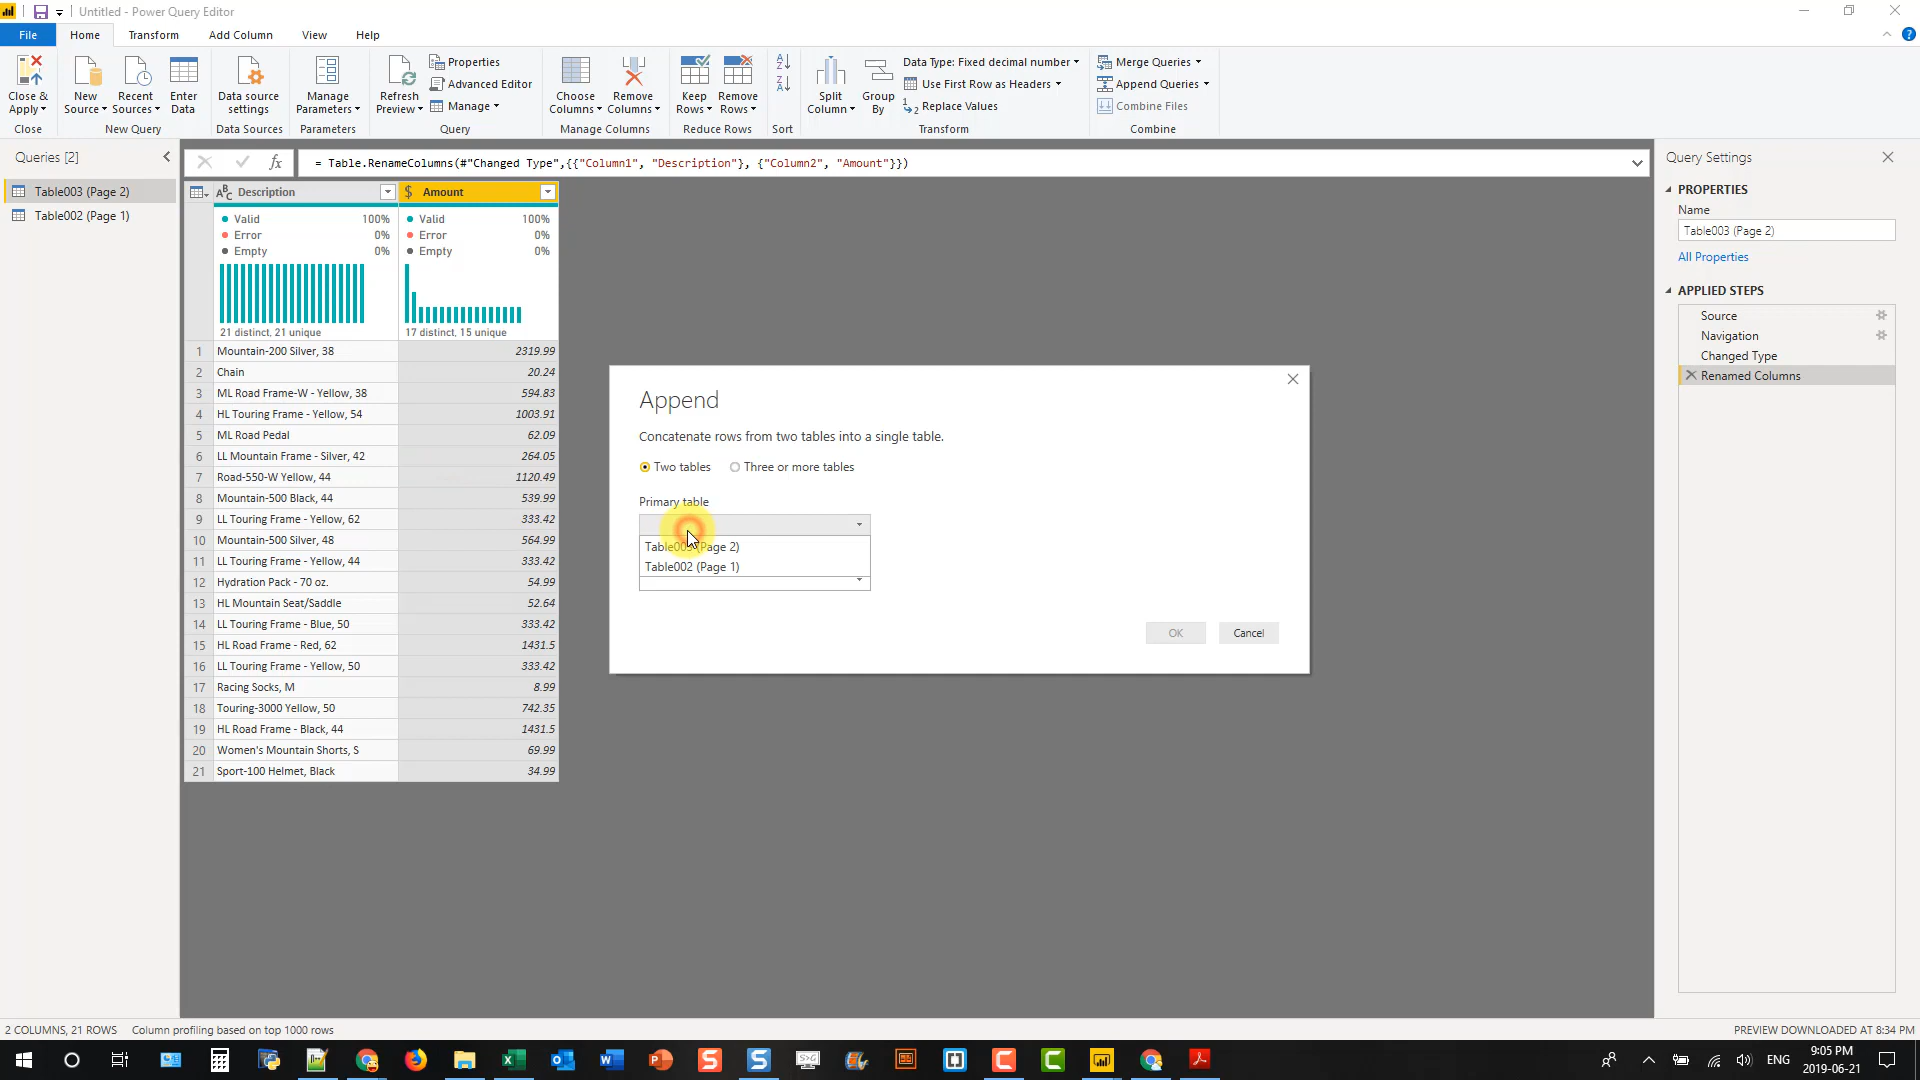 Untitled - Power Query Editor
File Home Transform Add Column View Help
Close & Apply
New Source
Recent Sources
Enter Data
Data source settings
Manage Parameters
Refresh Preview
Properties
Advanced Editor
Manage
Choose Columns
Remove Columns
Keep Rows
Remove Rows
Split Column
Group By
Data Type: Fixed decimal number
Use First Row as Headers
Replace Values
Merge Queries
Append Queries
Combine Files
Close New Query Data Sources Parameters Query Manage Columns Reduce Rows Sort Transform Combine
Queries [2]
Table003 (Page 2)
Table002 (Page 1)
fx = Table.RenameColumns(#"Changed Type",{{"Column1", "Description"}, {"Column2", "Amount"}})
ABC Description $ Amount
Valid 100% Valid 100%
Error 0% Error 0%
Empty 0% Empty 0%
21 distinct, 21 unique 17 distinct, 15 unique
1 Mountain-200 Silver, 38 2319.99
2 Chain 20.24
3 ML Road Frame-W - Yellow, 38 594.83
4 HL Touring Frame - Yellow, 54 1003.91
5 ML Road Pedal 62.09
6 LL Mountain Frame - Silver, 42 264.05
7 Road-550-W Yellow, 44 1120.49
8 Mountain-500 Black, 44 539.99
9 LL Touring Frame - Yellow, 62 333.42
10 Mountain-500 Silver, 48 564.99
11 LL Touring Frame - Yellow, 44 333.42
12 Hydration Pack - 70 oz. 54.99
13 HL Mountain Seat/Saddle 52.64
14 LL Touring Frame - Blue, 50 333.42
15 HL Road Frame - Red, 62 1431.5
16 LL Touring Frame - Yellow, 50 333.42
17 Racing Socks, M 8.99
18 Touring-3000 Yellow, 50 742.35
19 HL Road Frame - Black, 44 1431.5
20 Women's Mountain Shorts, S 69.99
21 Sport-100 Helmet, Black 34.99
Append
Concatenate rows from two tables into a single table.
Two tables Three or more tables
Primary table
Table003 (Page 2)
Table002 (Page 1)
OK Cancel
Query Settings
PROPERTIES
Name
Table003 (Page 2)
All Properties
APPLIED STEPS
Source
Navigation
Changed Type
Renamed Columns
2 COLUMNS, 21 ROWS Column profiling based on top 1000 rows
PREVIEW DOWNLOADED AT 8:34 PM
ENG
9:05 PM
2019-06-21